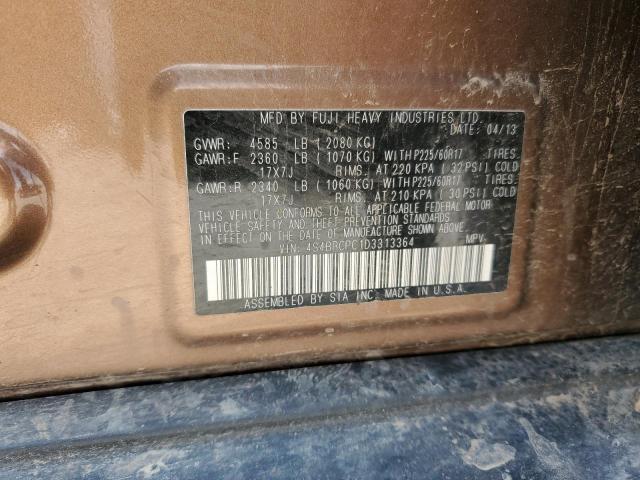 MFD BY FUJI HEAVY INDUSTRIES LTD.
DATE: 04/13
GVWR: 4585 LB (2080 KG)
GAWR:F 2360 LB (1070 KG) WITH P225/60R17 TIRES
17X7J RIMS. AT 220 KPA (32 PSI) COLD
GAWR:R 2340 LB (1060 KG) WITH P225/60R17 TIRES
17X7J RIMS. AT 210 KPA (30 PSI) COLD
THIS VEHICLE CONFORMS TO ALL APPLICABLE FEDERAL MOTOR
VEHICLE SAFETY AND THEFT PREVENTION STANDARDS
IN EFFECT ON THE DATE OF MANUFACTURE SHOWN ABOVE.
VIN: 4S4BRCPC1D3313364 MPV
ASSEMBLED BY SIA INC. MADE IN U.S.A.